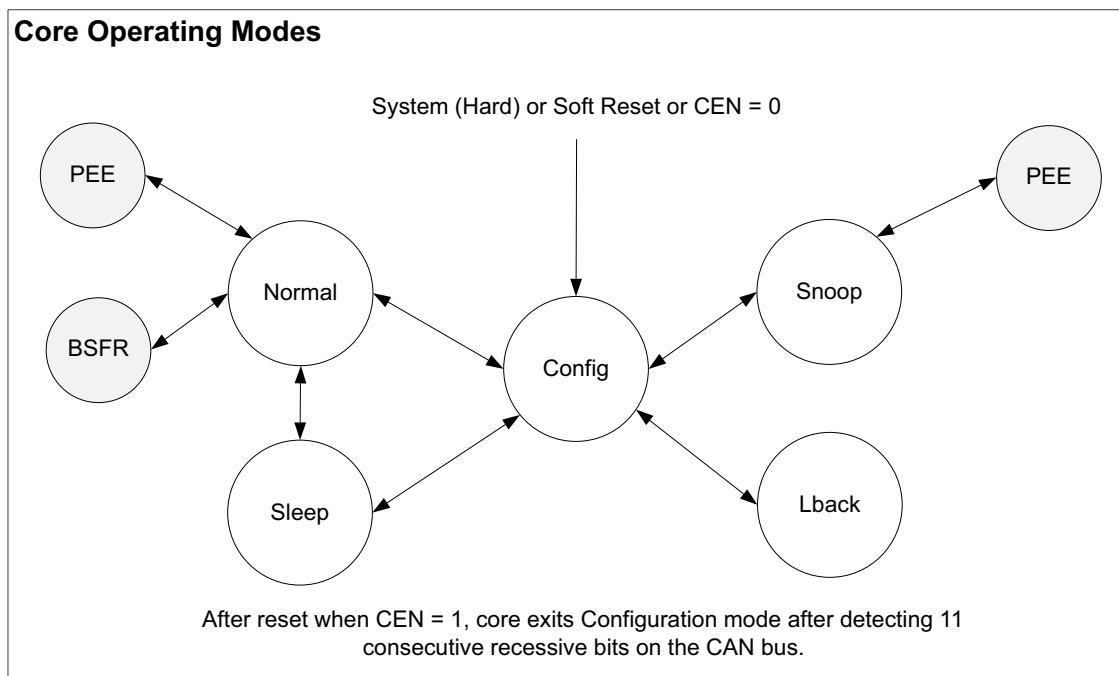 Core Operating Modes
System (Hard) or Soft Reset or CEN = 0
PEE
PEE
Normal
Snoop
BSFR
Config
Sleep
Lback
After reset when CEN = 1, core exits Configuration mode after detecting 11
consecutive recessive bits on the CAN bus.